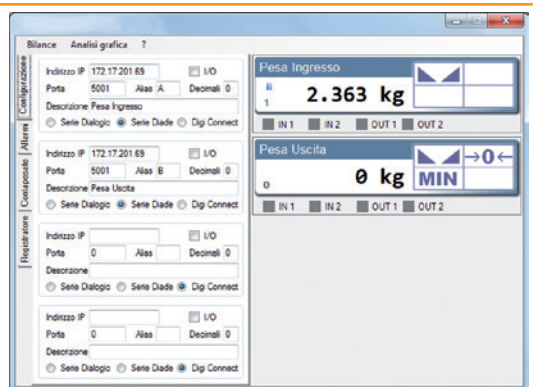 Bilance Analisi grafica ?
Configurazione
Allarmi
Contapesate
Registratore
Indirizzo IP 172.17.201.69 I/O
Porta 5001 Alias A Decimali 0
Descrizione Pesa Ingresso
Serie Dialogic Serie Diade Digi Connect
Indirizzo IP 172.17.201.69 I/O
Porta 5001 Alias B Decimali 0
Descrizione Pesa Uscita
Serie Dialogic Serie Diade Digi Connect
Indirizzo IP I/O
Porta 0 Alias Decimali 0
Descrizione
Serie Dialogic Serie Diade Digi Connect
Indirizzo IP I/O
Porta 0 Alias Decimali 0
Descrizione
Serie Dialogic Serie Diade Digi Connect
Pesa Ingresso
1 2.363 kg
IN 1 IN 2 OUT 1 OUT 2
Pesa Uscita
→0←
0 0 kg MIN
IN 1 IN 2 OUT 1 OUT 2